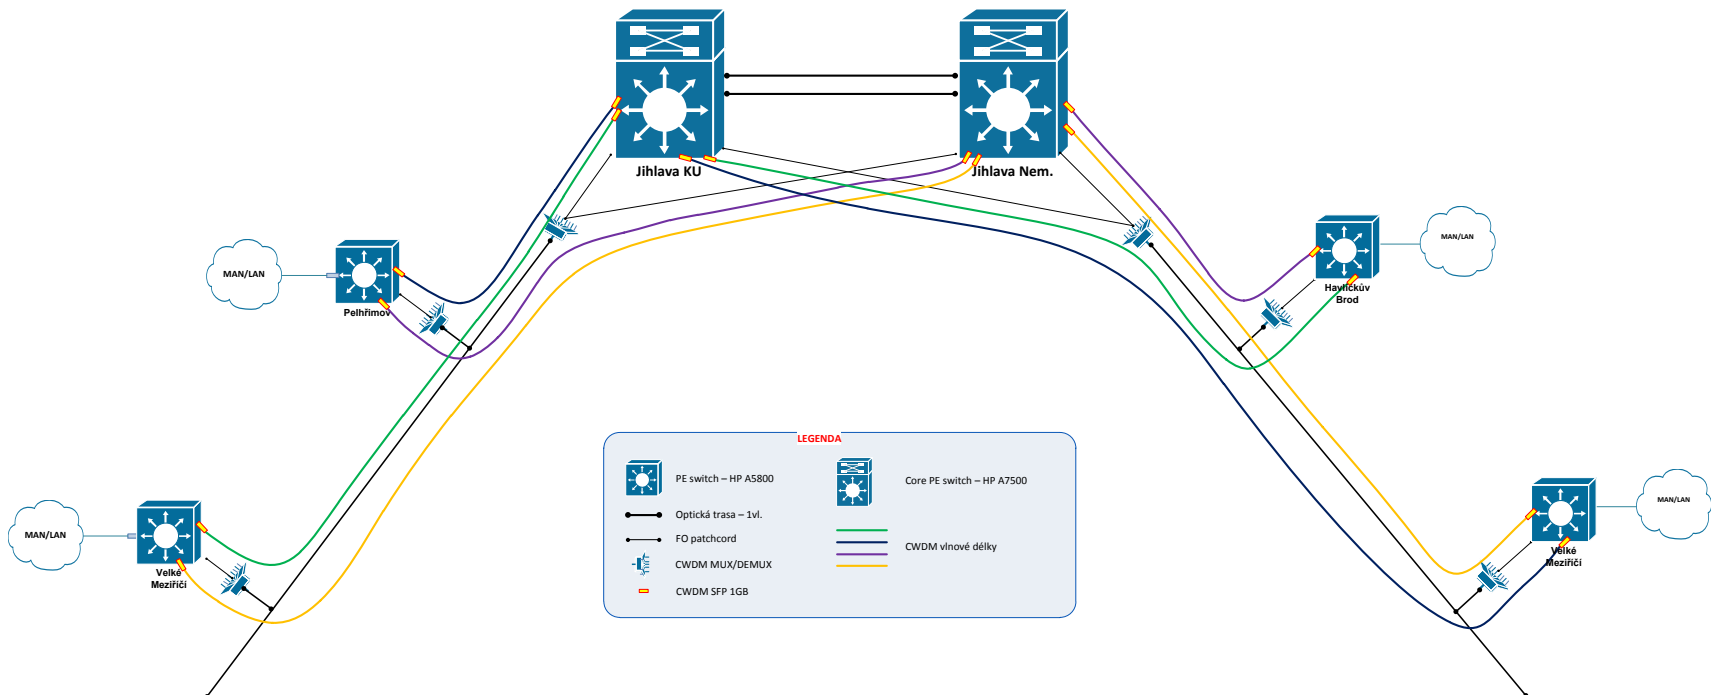 Jihlava KU
Jihlava Nem.
MAN/LAN
Pelhřimov
MAN/LAN
Havlíčkův
Brod
MAN/LAN
Velké
Meziříčí
MAN/LAN
Velké
Meziříčí
LEGENDA
PE switch – HP A5800
Core PE switch – HP A7500
Optická trasa – 1vl.
FO patchcord
CWDM vlnové délky
CWDM MUX/DEMUX
CWDM SFP 1GB